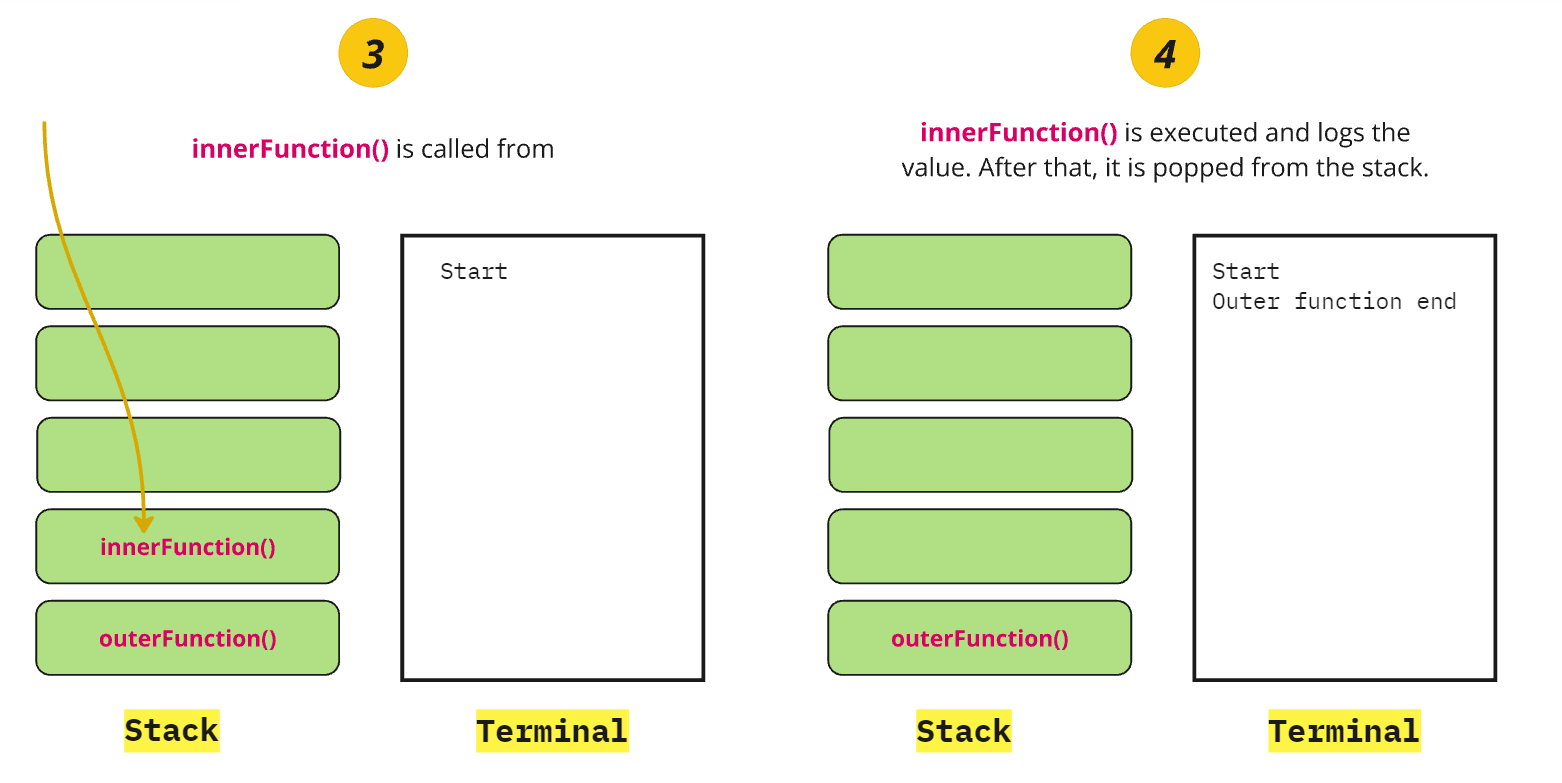 3
innerFunction() is called from
Start
innerFunction()
outerFunction()
Stack
Terminal
4
innerFunction() is executed and logs the
value. After that, it is popped from the stack.
Start
Outer function end
outerFunction()
Stack
Terminal